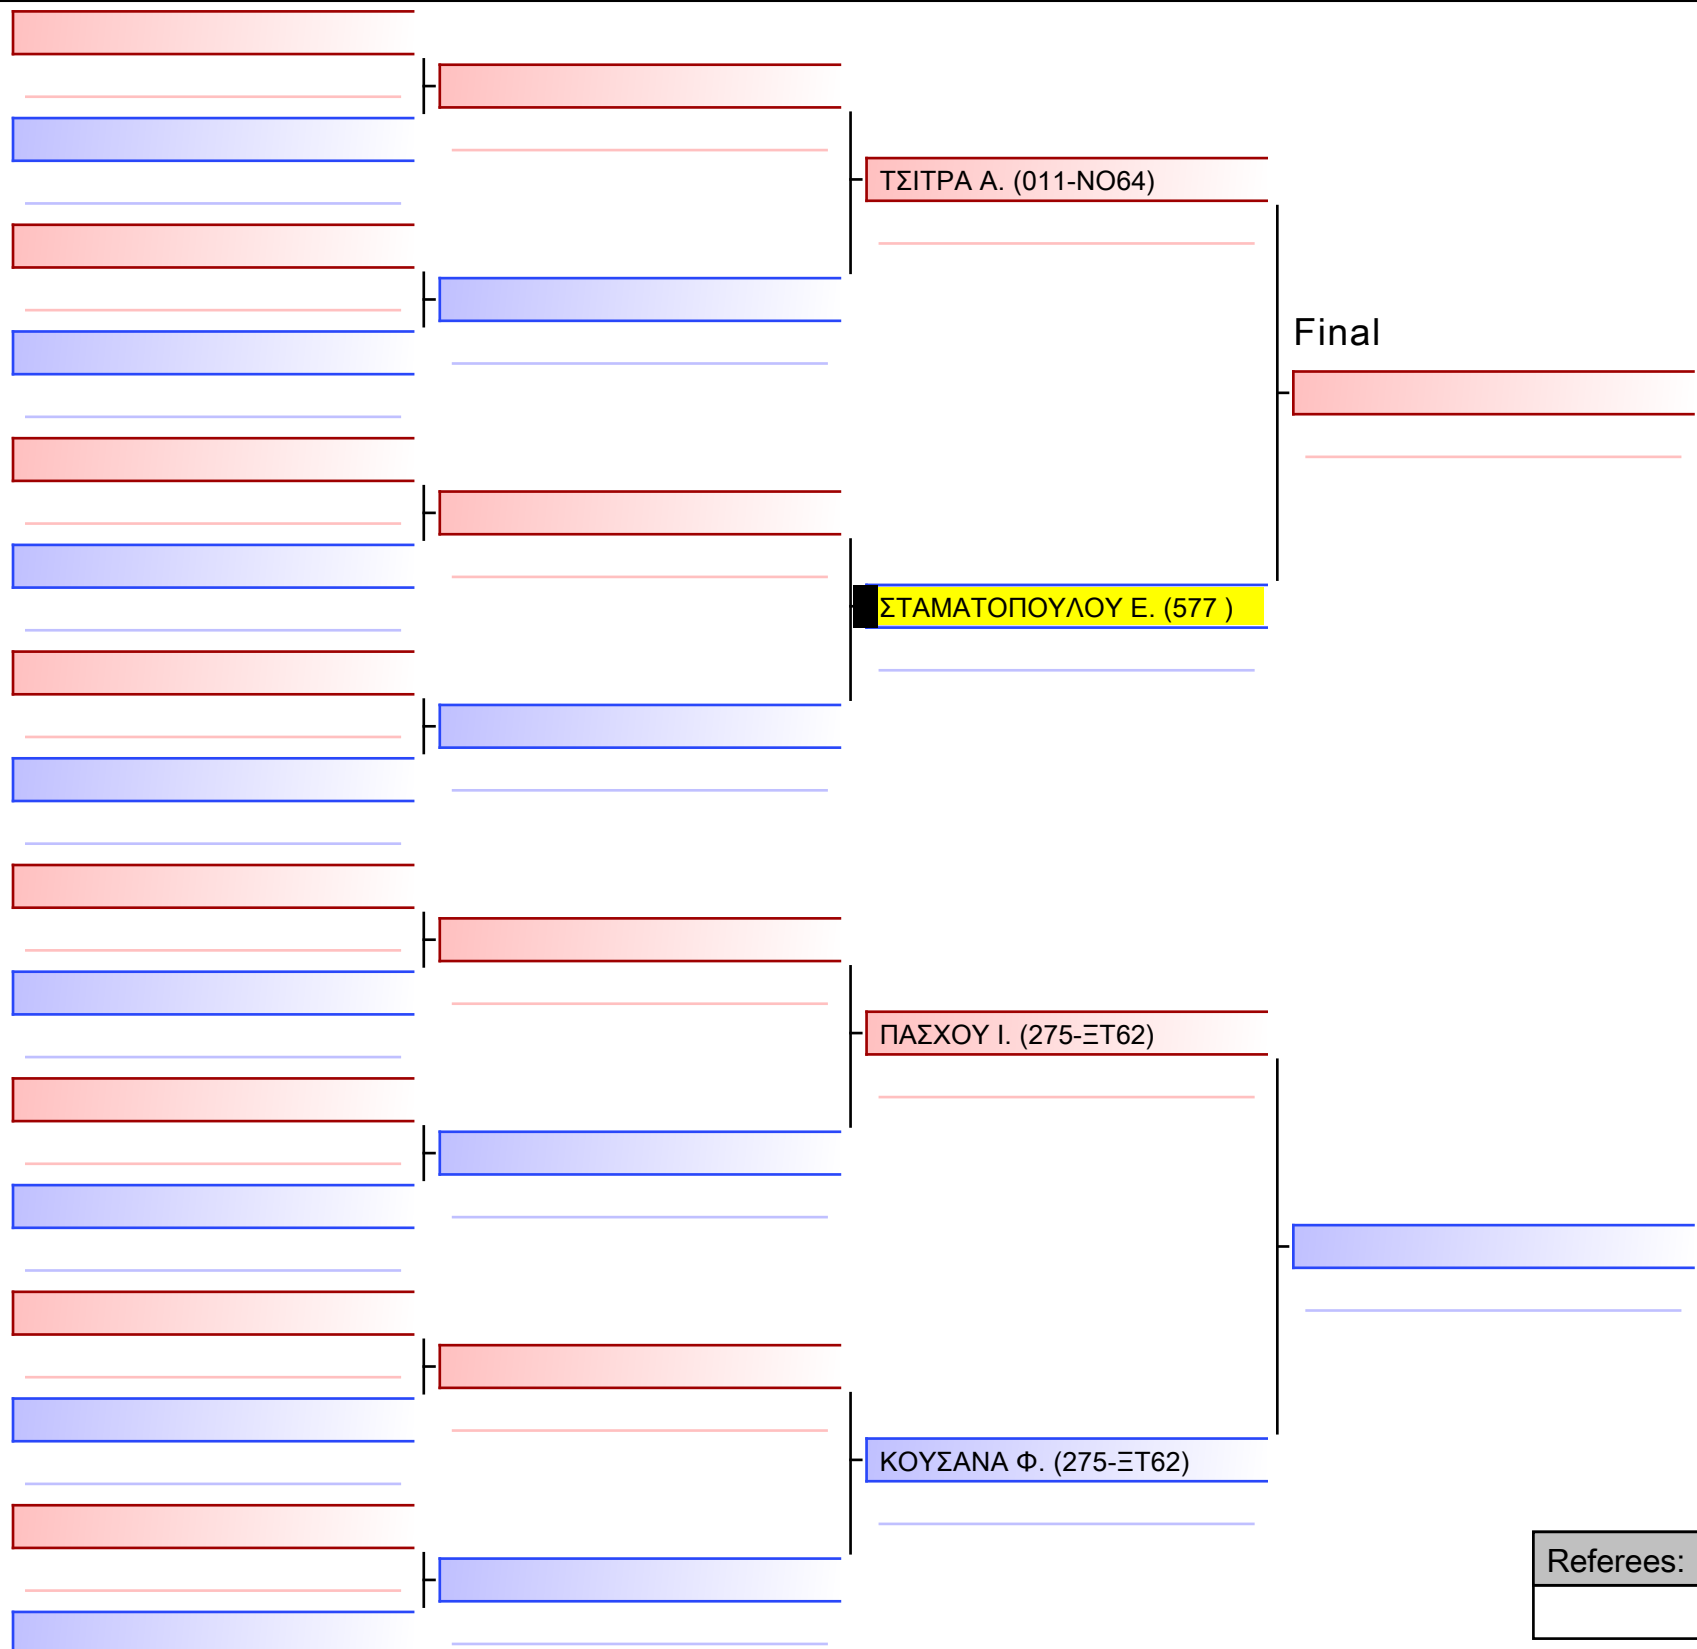 ΤΣΙΤΡΑ Α. (011-ΝΟ64)
Final
ΣΤΑΜΑΤΟΠΟΥΛΟΥ Ε. (577 )
ΠΑΣΧΟΥ Ι. (275-ΞΤ62)
ΚΟΥΣΑΝΑ Φ. (275-ΞΤ62)
Referees: